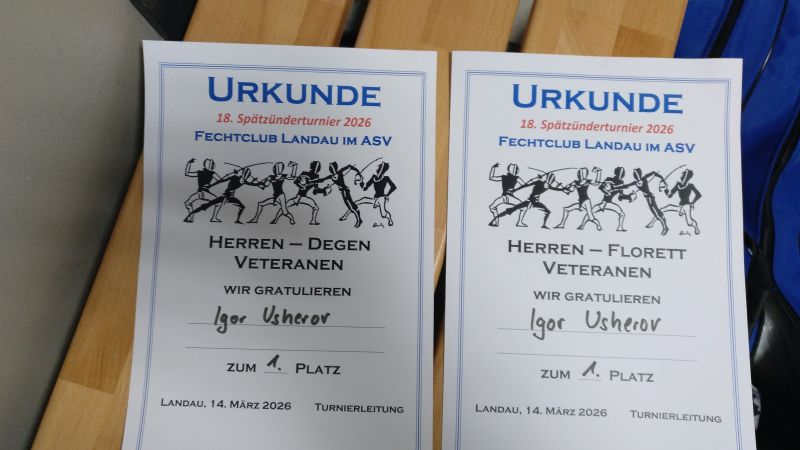 URKUNDE
18. Spätzünderturnier 2026
FECHTCLUB LANDAU IM ASV
HERREN – DEGEN
VETERANEN
WIR GRATULIEREN
Igor Usherov
ZUM 1. PLATZ
LANDAU, 14. MÄRZ 2026 TURNIERLEITUNG
URKUNDE
18. Spätzünderturnier 2026
FECHTCLUB LANDAU IM ASV
HERREN – FLORETT
VETERANEN
WIR GRATULIEREN
Igor Usherov
ZUM 1. PLATZ
LANDAU, 14. MÄRZ 2026 TURNIERLEITUNG